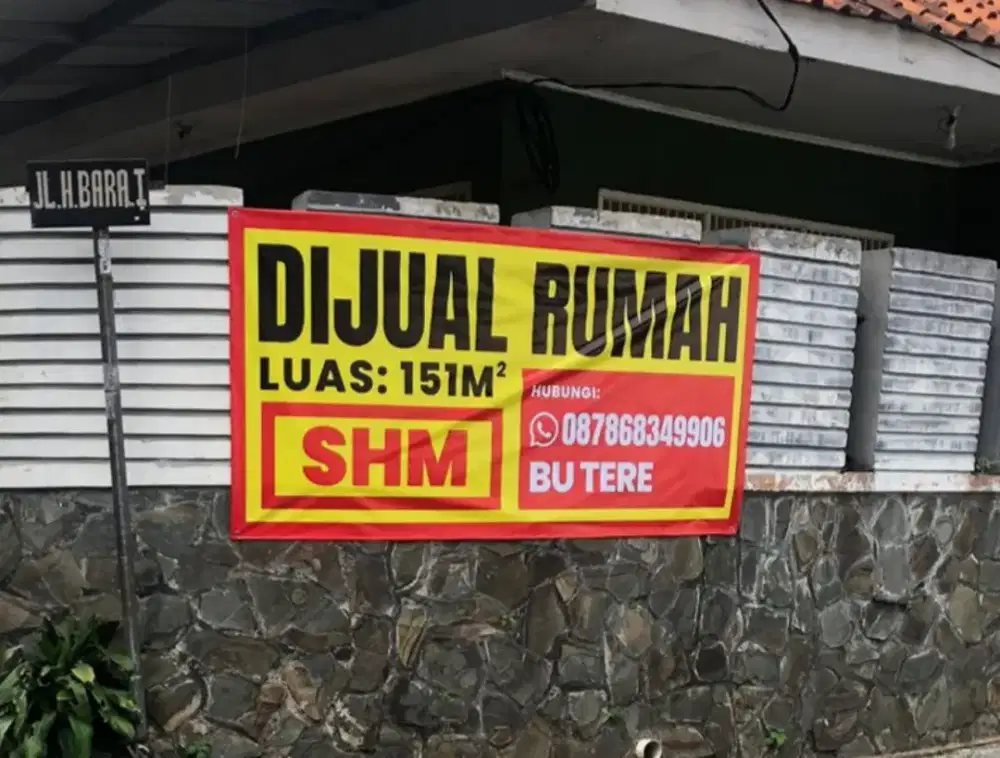 JL.H.BARA.I
DIJUAL RUMAH
LUAS: 151M²
SHM
HUBUNGI:
087868349906
BU TERE